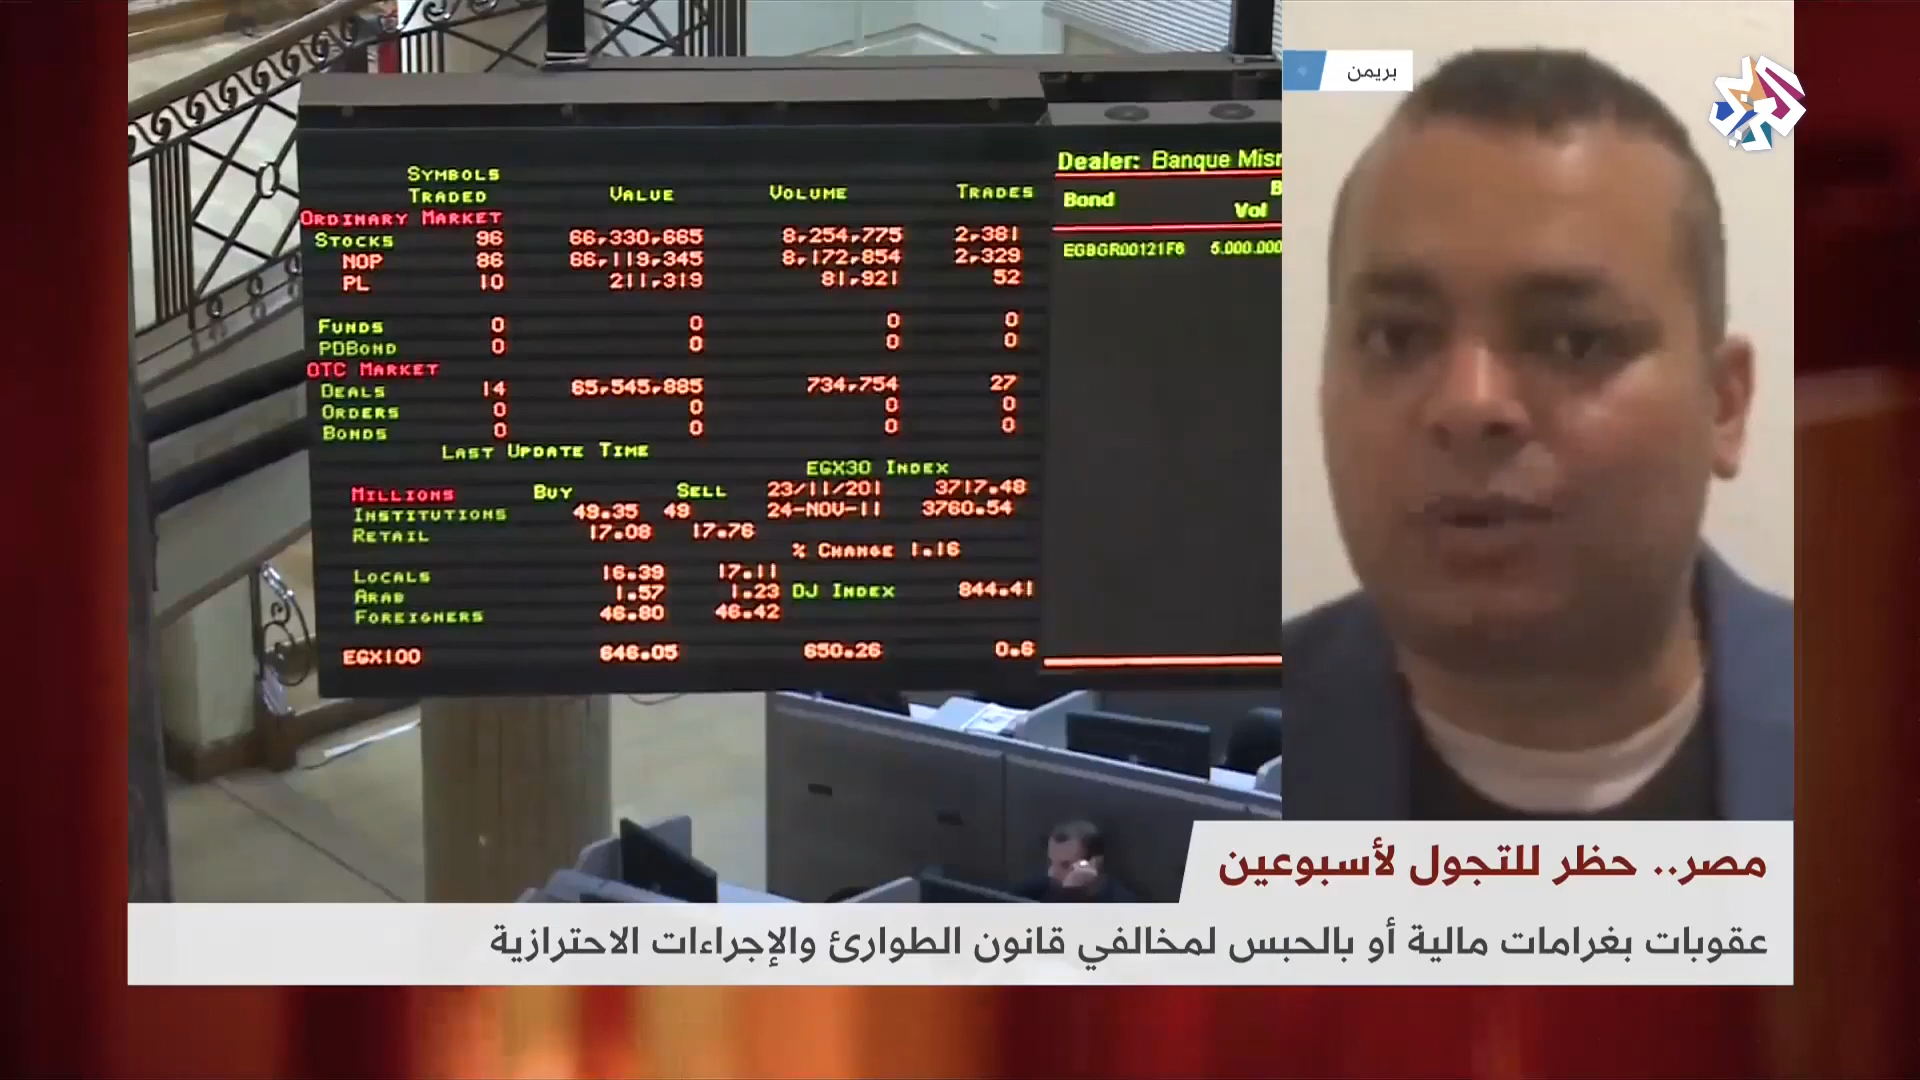 بريمن
SYMBOLS TRADED VALUE VOLUME TRADES
ORDINARY MARKET
STOCKS 96 66,330,665 8,254,775 2,381
NOP 86 66,119,345 8,172,854 2,329
PL 10 211,319 81,921 52
FUNDS 0 0 0 0
PDBOND 0 0 0 0
OTC MARKET
DEALS 14 65,545,885 734,754 27
ORDERS 0 0 0 0
BONDS 0 0 0 0
LAST UPDATE TIME
EGX30 INDEX
MILLIONS BUY SELL 23/11/201 3717.48
INSTITUTIONS 49.35 49 24-NOV-11 3760.54
RETAIL 17.08 17.76
% CHANGE 1.16
LOCALS 16.39 17.11
ARAB 1.57 1.23 DJ INDEX 844.41
FOREIGNERS 46.80 46.42
EGX100 646.05 650.26 0.6
Dealer: Banque Misr
Bond B
Vol
EGBGR00121F6 5.000.000
مصر.. حظر للتجول لأسبوعين
عقوبات بغرامات مالية أو بالحبس لمخالفي قانون الطوارئ والإجراءات الاحترازية